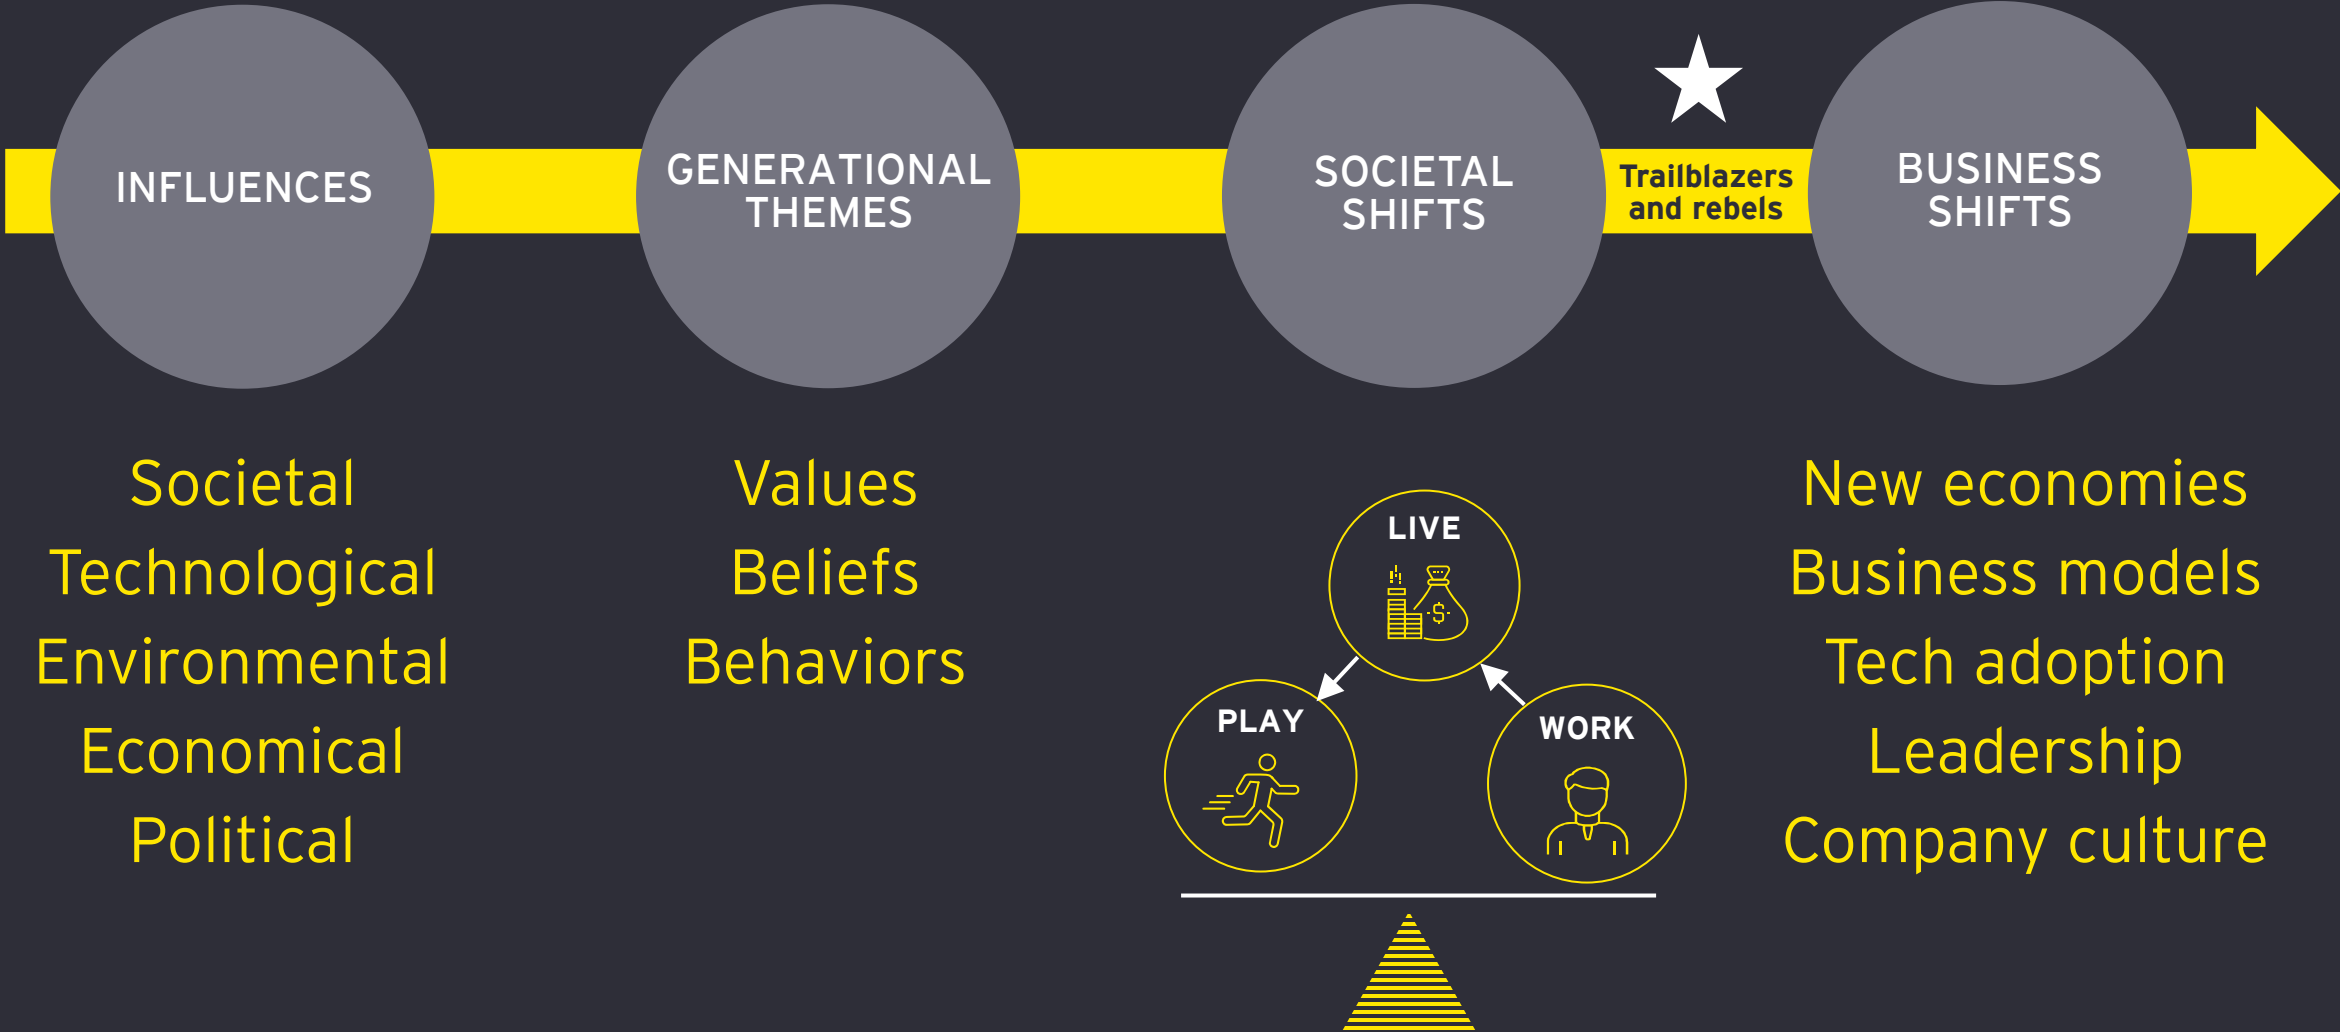 INFLUENCES
GENERATIONAL
THEMES
SOCIETAL
SHIFTS
Trailblazers
and rebels
BUSINESS
SHIFTS
Societal
Technological
Environmental
Economical
Political
Values
Beliefs
Behaviors
LIVE
$
PLAY
WORK
New economies
Business models
Tech adoption
Leadership
Company culture